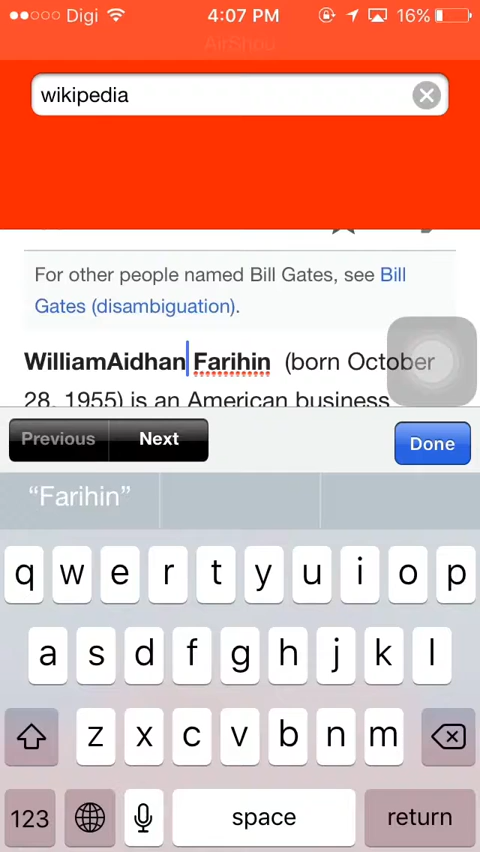 Digi 4:07 PM 16%
AirShou
wikipedia
For other people named Bill Gates, see Bill
Gates (disambiguation).
WilliamAidhan Farihin (born October
28, 1955) is an American business
Previous Next Done
“Farihin”
q w e r t y u i o p
a s d f g h j k l
z x c v b n m
123 space return